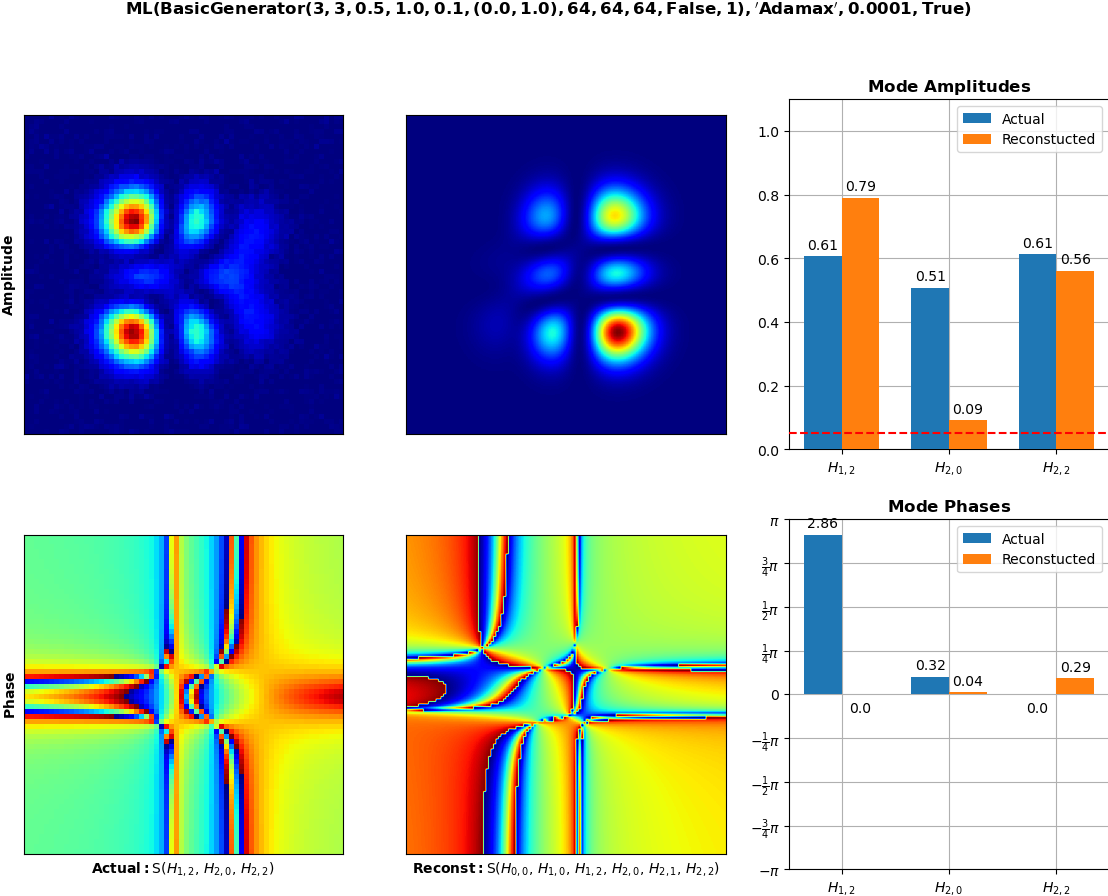 ML(BasicGenerator(3, 3, 0.5, 1.0, 0.1, (0.0, 1.0), 64, 64, 64, False, 1), ′Adamax′, 0.0001, True)
Amplitude
Mode Amplitudes
Actual
Reconstucted
1.0
0.8
0.6
0.4
0.2
0.0
0.61
0.79
0.51
0.09
0.61
0.56
H1,2
H2,0
H2,2
Phase
Actual: S(H1,2, H2,0, H2,2)
Reconst: S(H0,0, H1,0, H1,2, H2,0, H2,1, H2,2)
Mode Phases
Actual
Reconstucted
π
3/4π
1/2π
1/4π
0
−1/4π
−1/2π
−3/4π
−π
2.86
0.0
0.32
0.04
0.0
0.29
H1,2
H2,0
H2,2